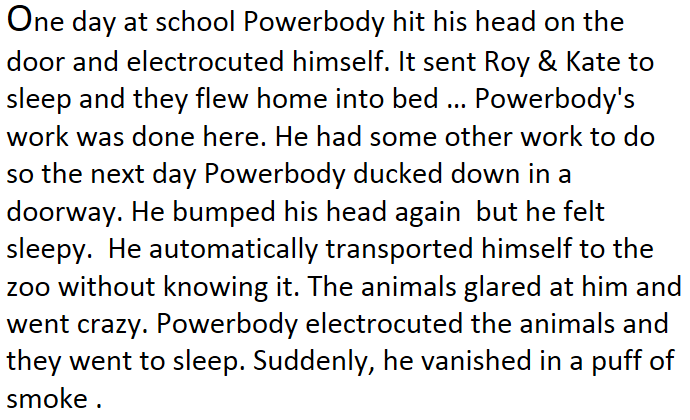 One day at school Powerbody hit his head on the
door and electrocuted himself. It sent Roy & Kate to
sleep and they flew home into bed ... Powerbody's
work was done here. He had some other work to do
so the next day Powerbody ducked down in a
doorway. He bumped his head again  but he felt
sleepy.  He automatically transported himself to the
zoo without knowing it. The animals glared at him and
went crazy. Powerbody electrocuted the animals and
they went to sleep. Suddenly, he vanished in a puff of
smoke .